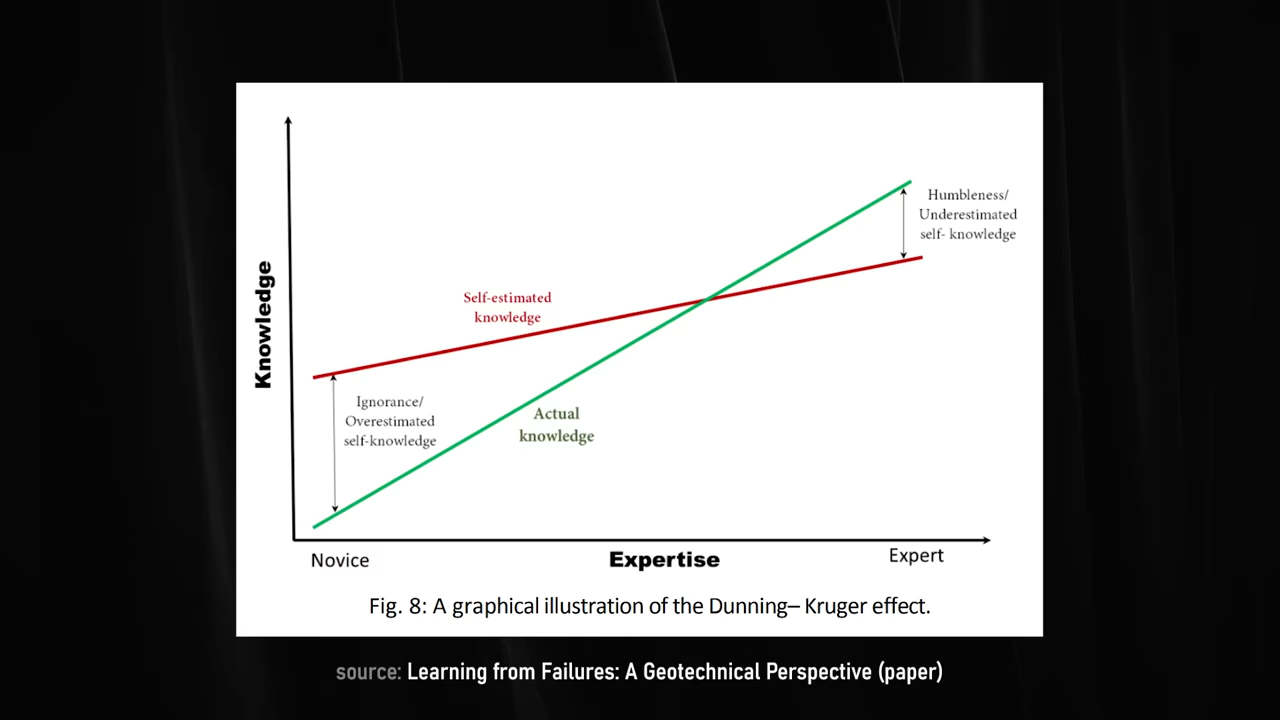 Humbleness/
Underestimated
self- knowledge
Self-estimated
knowledge
Knowledge
Ignorance/
Overestimated
self-knowledge
Actual
knowledge
Novice
Expertise
Expert
Fig. 8: A graphical illustration of the Dunning– Kruger effect.
source: Learning from Failures: A Geotechnical Perspective (paper)